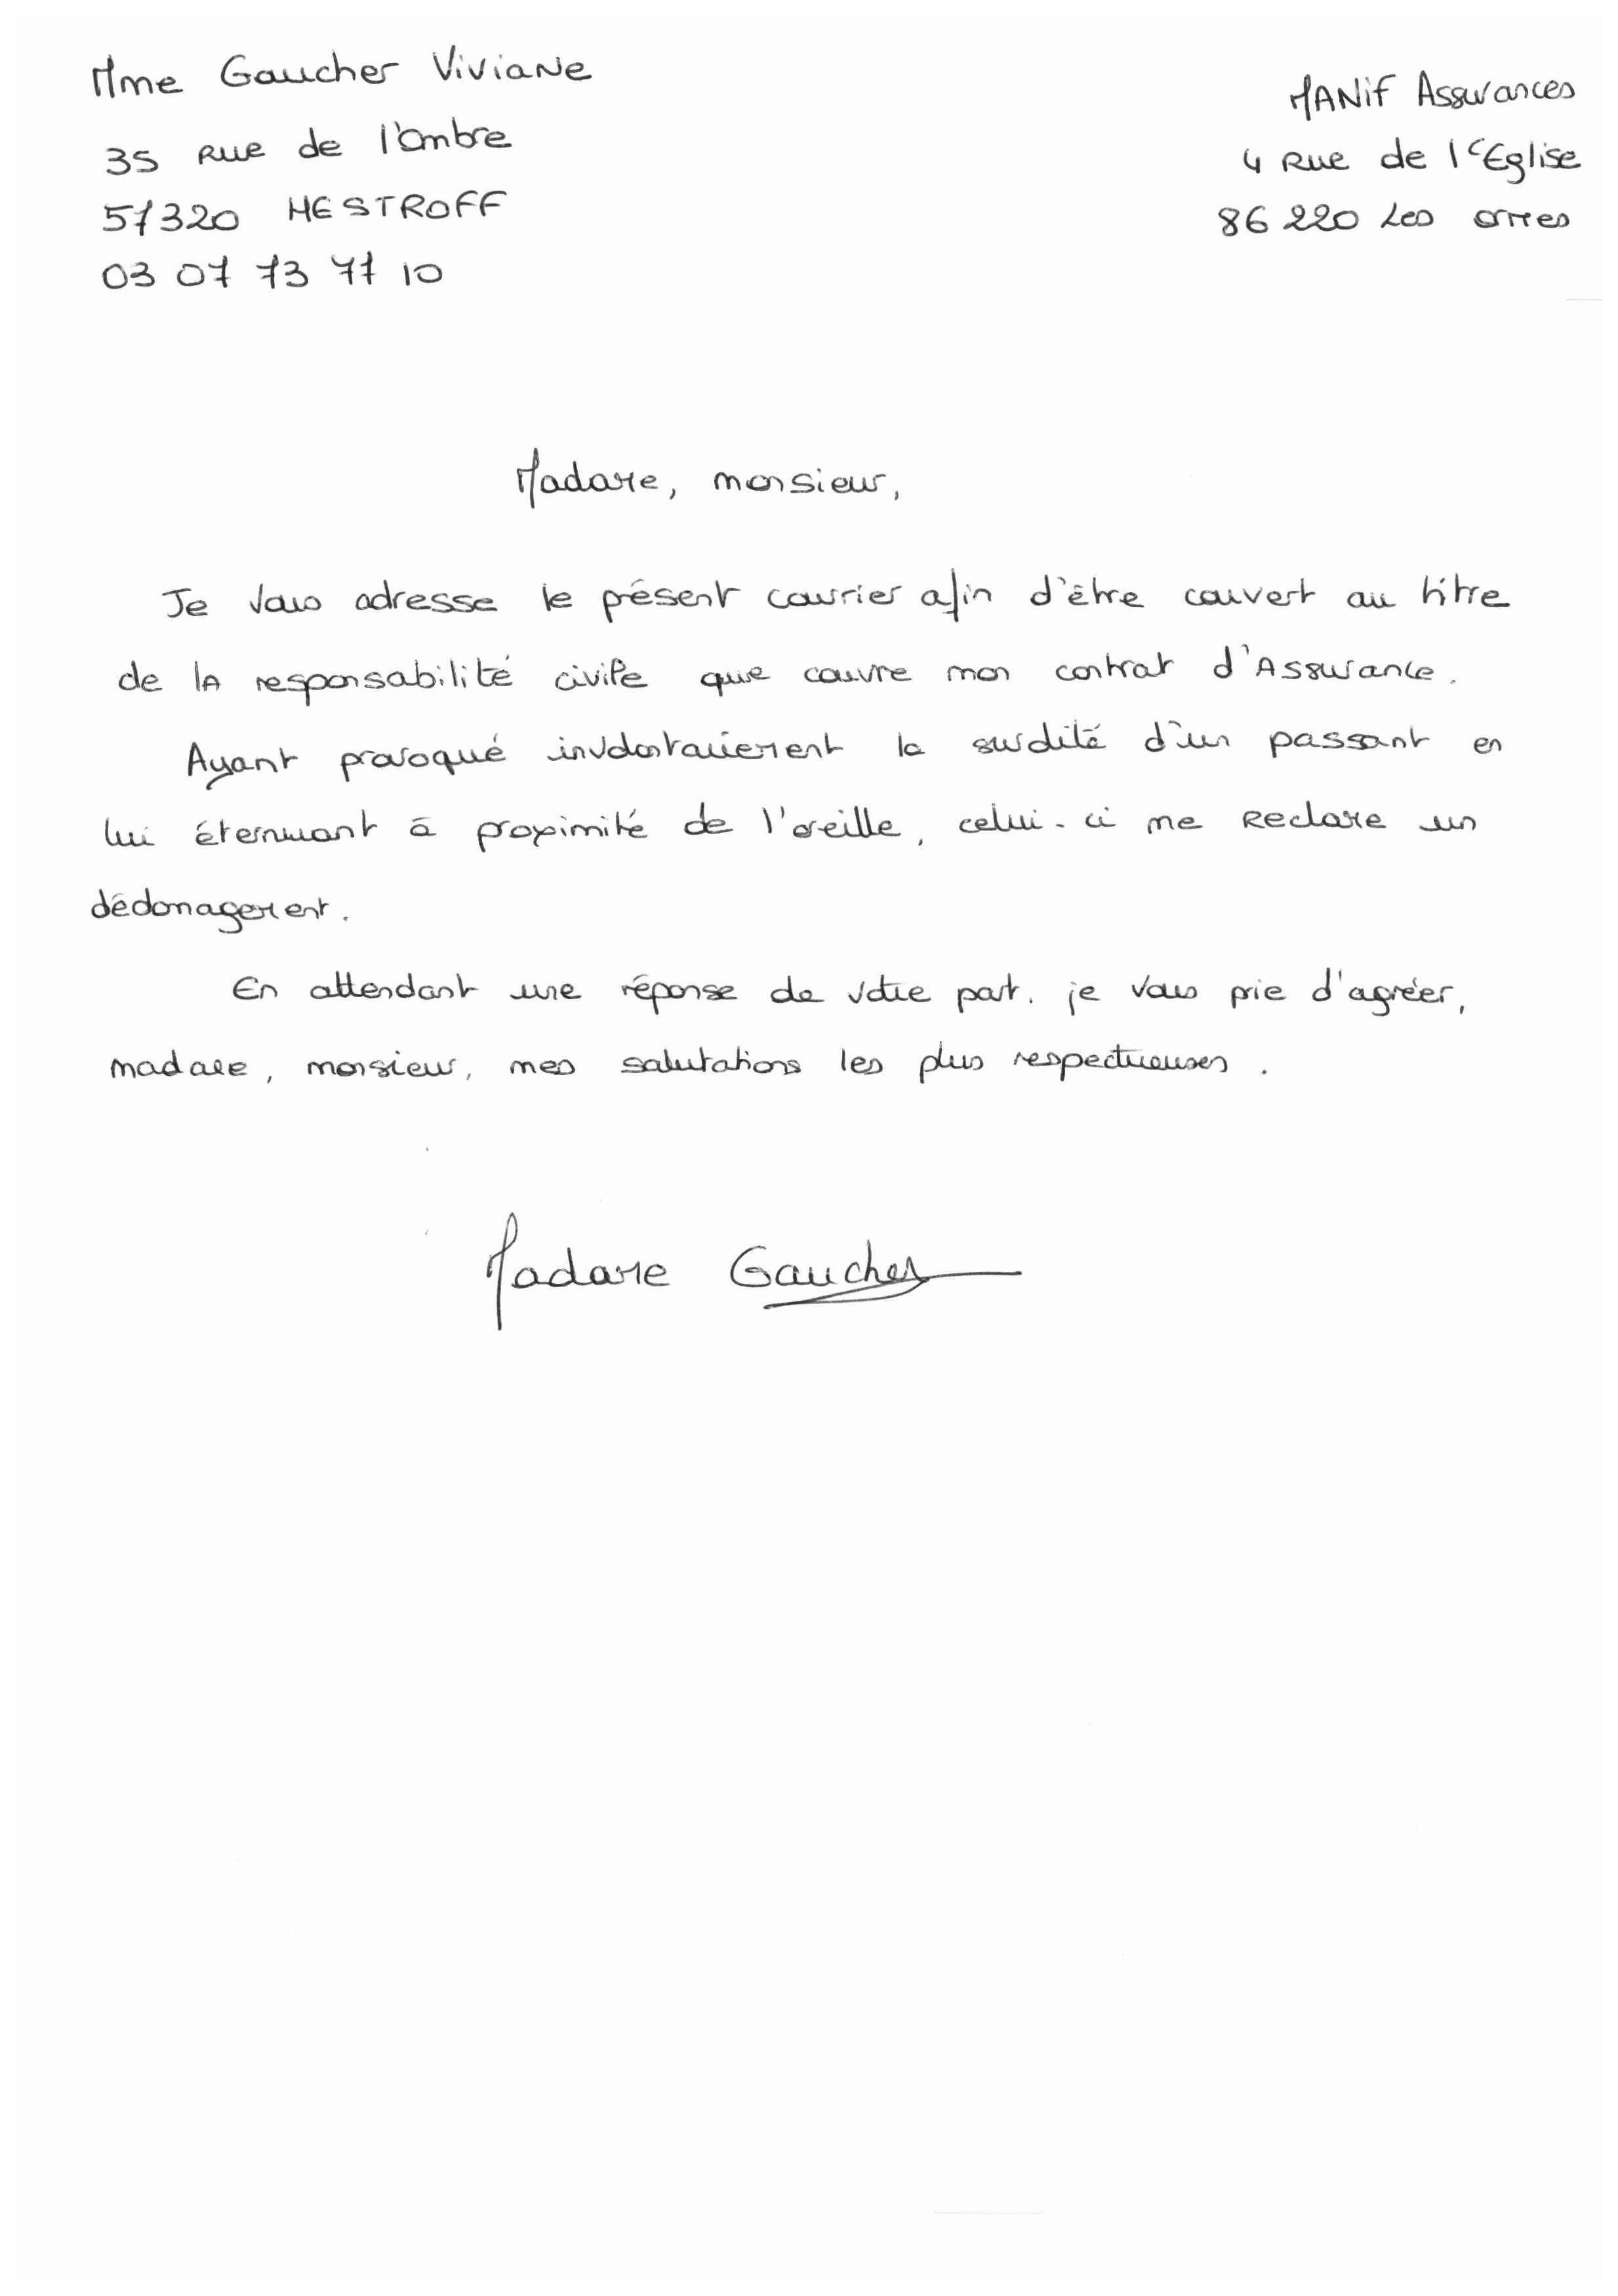 Mme Gaucher Viviane
35 rue de l'Ombre
57320 HESTROFF
03 07 73 77 10
MANif Assurances
4 Rue de l'Eglise
86 220 Les ormes
Madame, monsieur,
Je vous adresse le présent courrier afin d'être couvert au titre
de la responsabilité civile que couvre mon contrat d'Assurance.
Ayant provoqué involontairement la surdité d'un passant en
lui éternuant à proximité de l'oreille, celui-ci me reclame un
dédomagement.
En attendant une réponse de votre part. je vous prie d'agréer,
madame, monsieur, mes salutations les plus respectueuses.
Madame Gaucher